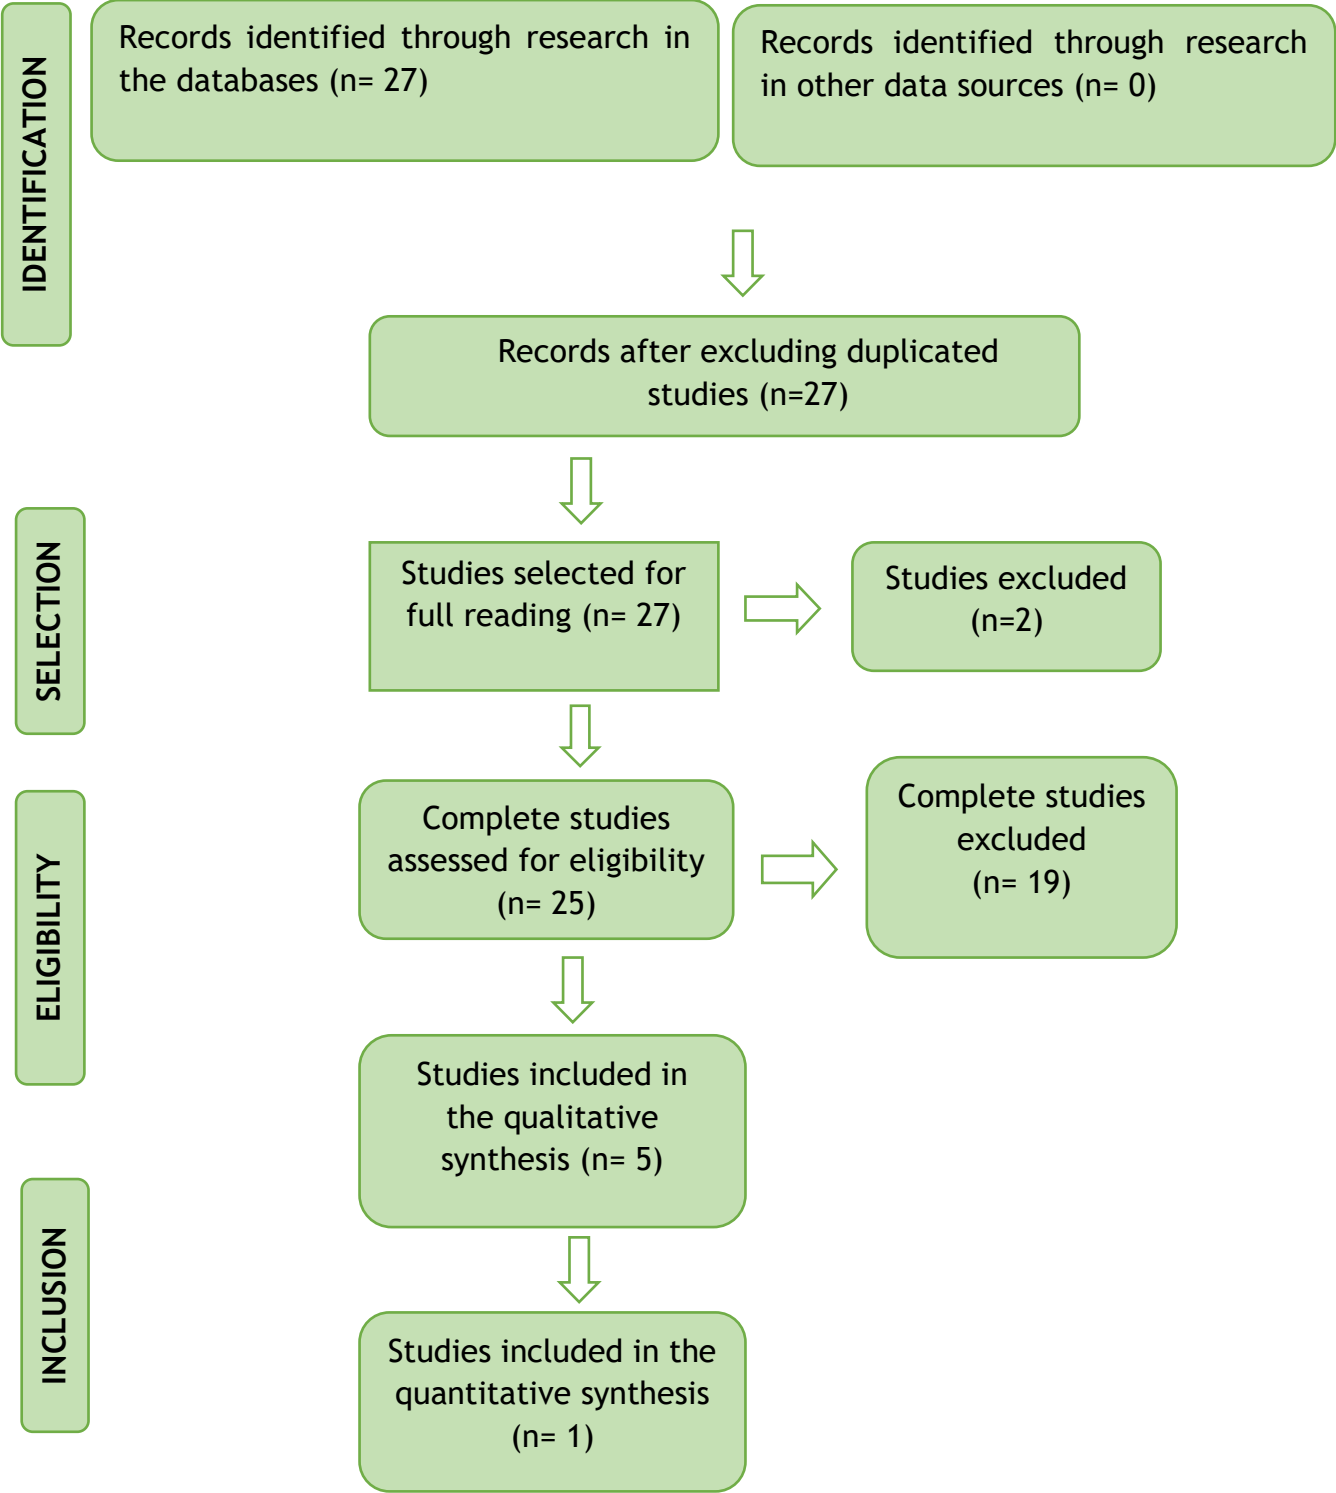 IDENTIFICATION
Records identified through research in
the databases (n= 27)
Records identified through research
in other data sources (n= 0)
Records after excluding duplicated
studies (n=27)
SELECTION
Studies selected for
full reading (n= 27)
Studies excluded
(n=2)
ELIGIBILITY
Complete studies
assessed for eligibility
(n= 25)
Complete studies
excluded
(n= 19)
Studies included in
the qualitative
synthesis (n= 5)
INCLUSION
Studies included in the
quantitative synthesis
(n= 1)